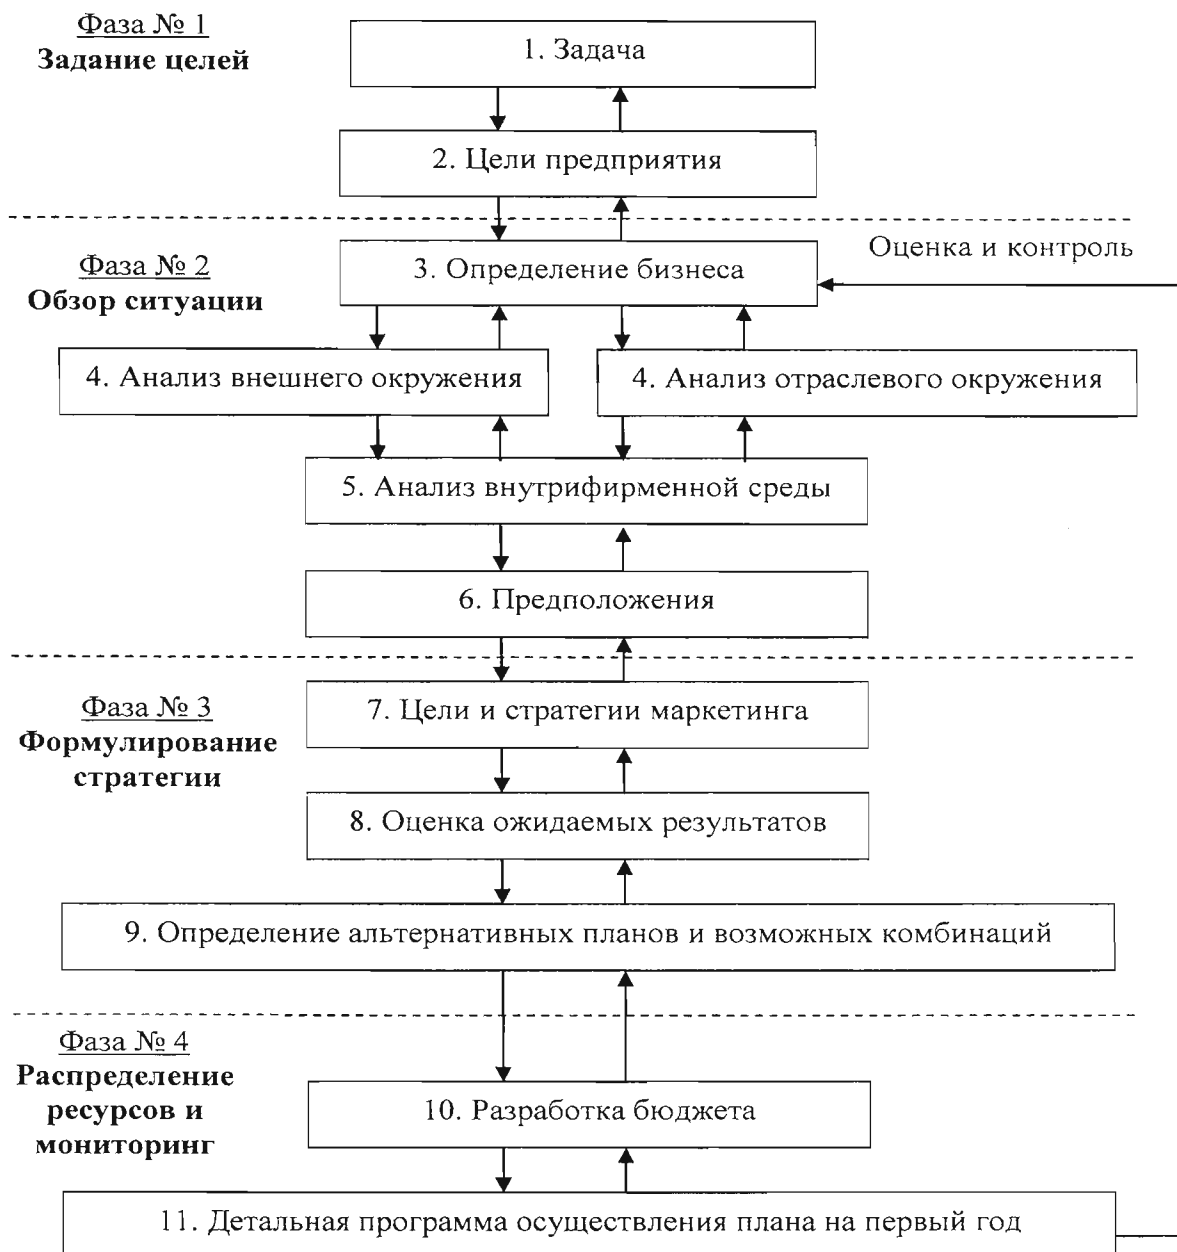 Фаза № 1
Задание целей
1. Задача
2. Цели предприятия
Фаза № 2
Обзор ситуации
3. Определение бизнеса
Оценка и контроль
4. Анализ внешнего окружения
4. Анализ отраслевого окружения
5. Анализ внутрифирменной среды
6. Предположения
Фаза № 3
Формулирование
стратегии
7. Цели и стратегии маркетинга
8. Оценка ожидаемых результатов
9. Определение альтернативных планов и возможных комбинаций
Фаза № 4
Распределение
ресурсов и
мониторинг
10. Разработка бюджета
11. Детальная программа осуществления плана на первый год